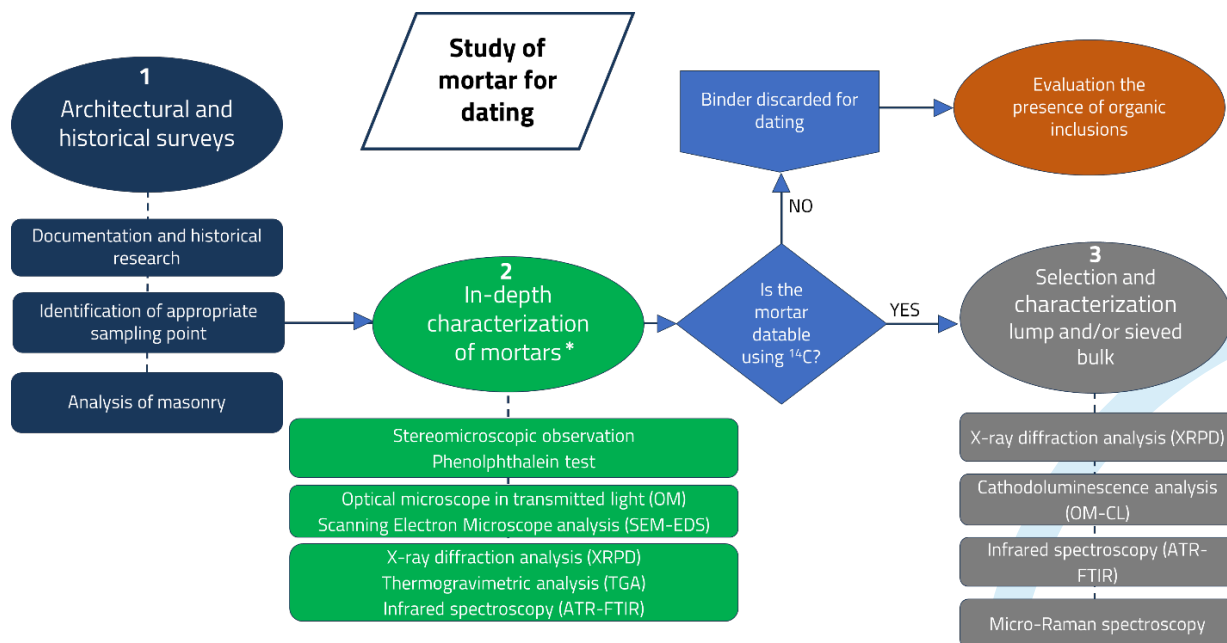 Study of
mortar for
dating
1
Architectural and
historical surveys
Documentation and historical
research
Identification of appropriate
sampling point
Analysis of masonry
2
In-depth
characterization
of mortars *
Stereomicroscopic observation
Phenolphthalein test
Optical microscope in transmitted light (OM)
Scanning Electron Microscope analysis (SEM-EDS)
X-ray diffraction analysis (XRPD)
Thermogravimetric analysis (TGA)
Infrared spectroscopy (ATR-FTIR)
Is the
mortar
datable
using ¹⁴C?
NO
Binder discarded for
dating
Evaluation the
presence of organic
inclusions
YES
3
Selection and
characterization
lump and/or sieved
bulk
X-ray diffraction analysis (XRPD)
Cathodoluminescence analysis
(OM-CL)
Infrared spectroscopy (ATR-
FTIR)
Micro-Raman spectroscopy